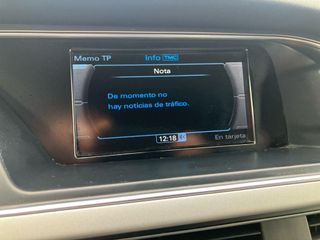 Memo TP
Info TMC
Nota
De momento no
hay noticias de tráfico.
12:18
En tarjeta